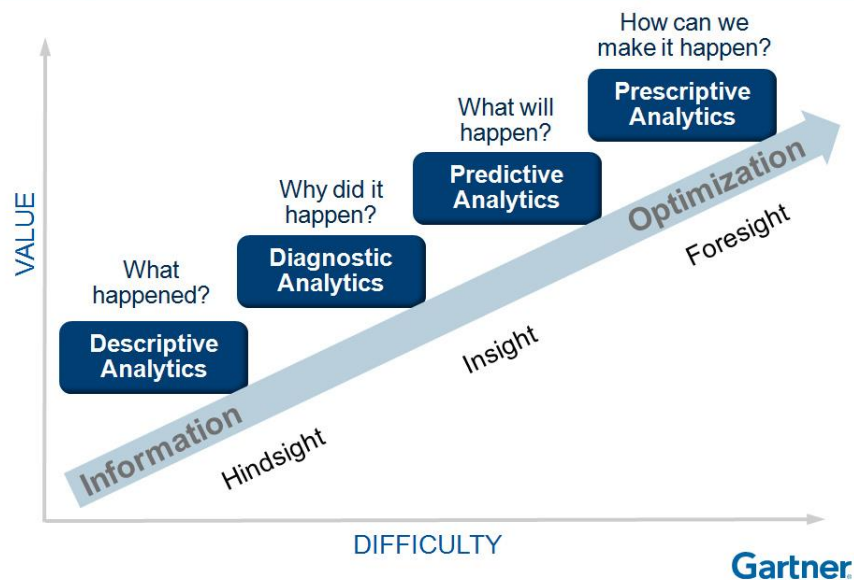 How can we
make it happen?
Prescriptive
Analytics
What will
happen?
Predictive
Analytics
Why did it
happen?
Diagnostic
Analytics
What
happened?
Descriptive
Analytics
VALUE
Information
Optimization
Hindsight
Insight
Foresight
DIFFICULTY
Gartner